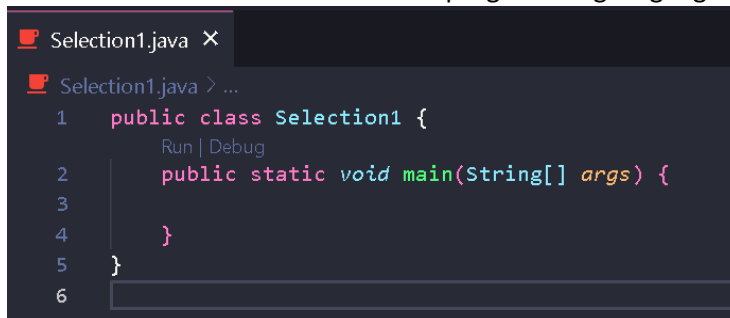 Selection1.java ×
Selection1.java > ...
1 public class Selection1 {
Run | Debug
2 public static void main(String[] args) {
3
4 }
5 }
6